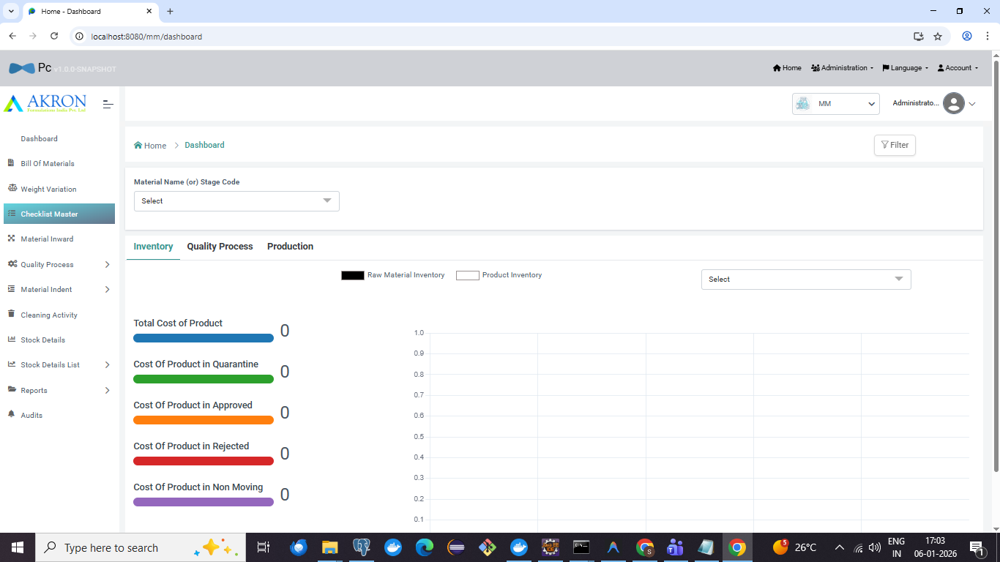 Home - Dashboard
localhost:8080/mm/dashboard
Pc v1.0.0-SNAPSHOT
Home
Administration
Language
Account
AKRON
Formulations India Pvt Ltd
MM
Administrato...
Dashboard
Bill Of Materials
Weight Variation
Checklist Master
Material Inward
Quality Process
Material Indent
Cleaning Activity
Stock Details
Stock Details List
Reports
Audits
Home
Dashboard
Filter
Material Name (or) Stage Code
Select
Inventory
Quality Process
Production
Raw Material Inventory
Product Inventory
Select
Total Cost of Product
0
Cost Of Product in Quarantine
0
Cost Of Product in Approved
0
Cost Of Product in Rejected
0
Cost Of Product in Non Moving
0
1.0
0.9
0.8
0.7
0.6
0.5
0.4
0.3
0.2
0.1
Type here to search
26°C
ENG
IN
17:03
06-01-2026